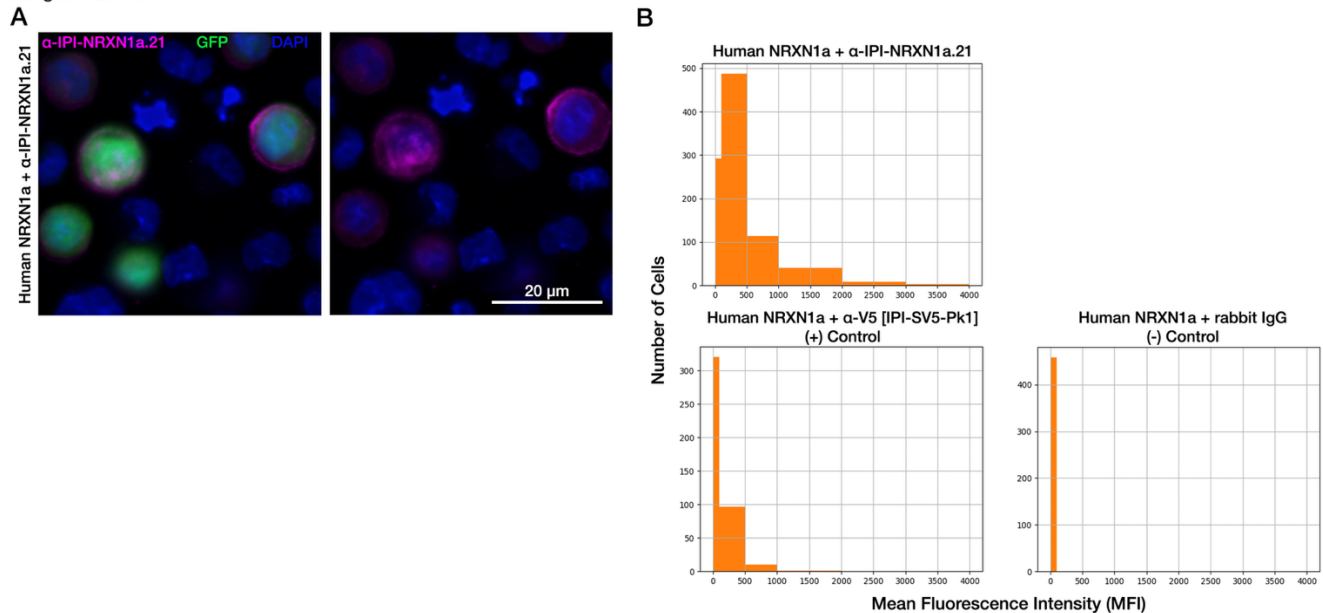 A
B
Human NRXN1a + α-IPI-NRXN1a.21
α-IPI-NRXN1a.21 GFP DAPI
20 µm
Number of Cells
Human NRXN1a + α-IPI-NRXN1a.21
500
400
300
200
100
0
0 500 1000 2000 3000 4000
Human NRXN1a + α-V5 [IPI-SV5-Pk1]
(+) Control
300
250
200
150
100
50
0
0 500 1000 1500 2000 2500 3000 3500 4000
Human NRXN1a + rabbit IgG
(-) Control
400
300
200
100
0
0 500 1000 1500 2000 2500 3000 3500 4000
Mean Fluorescence Intensity (MFI)